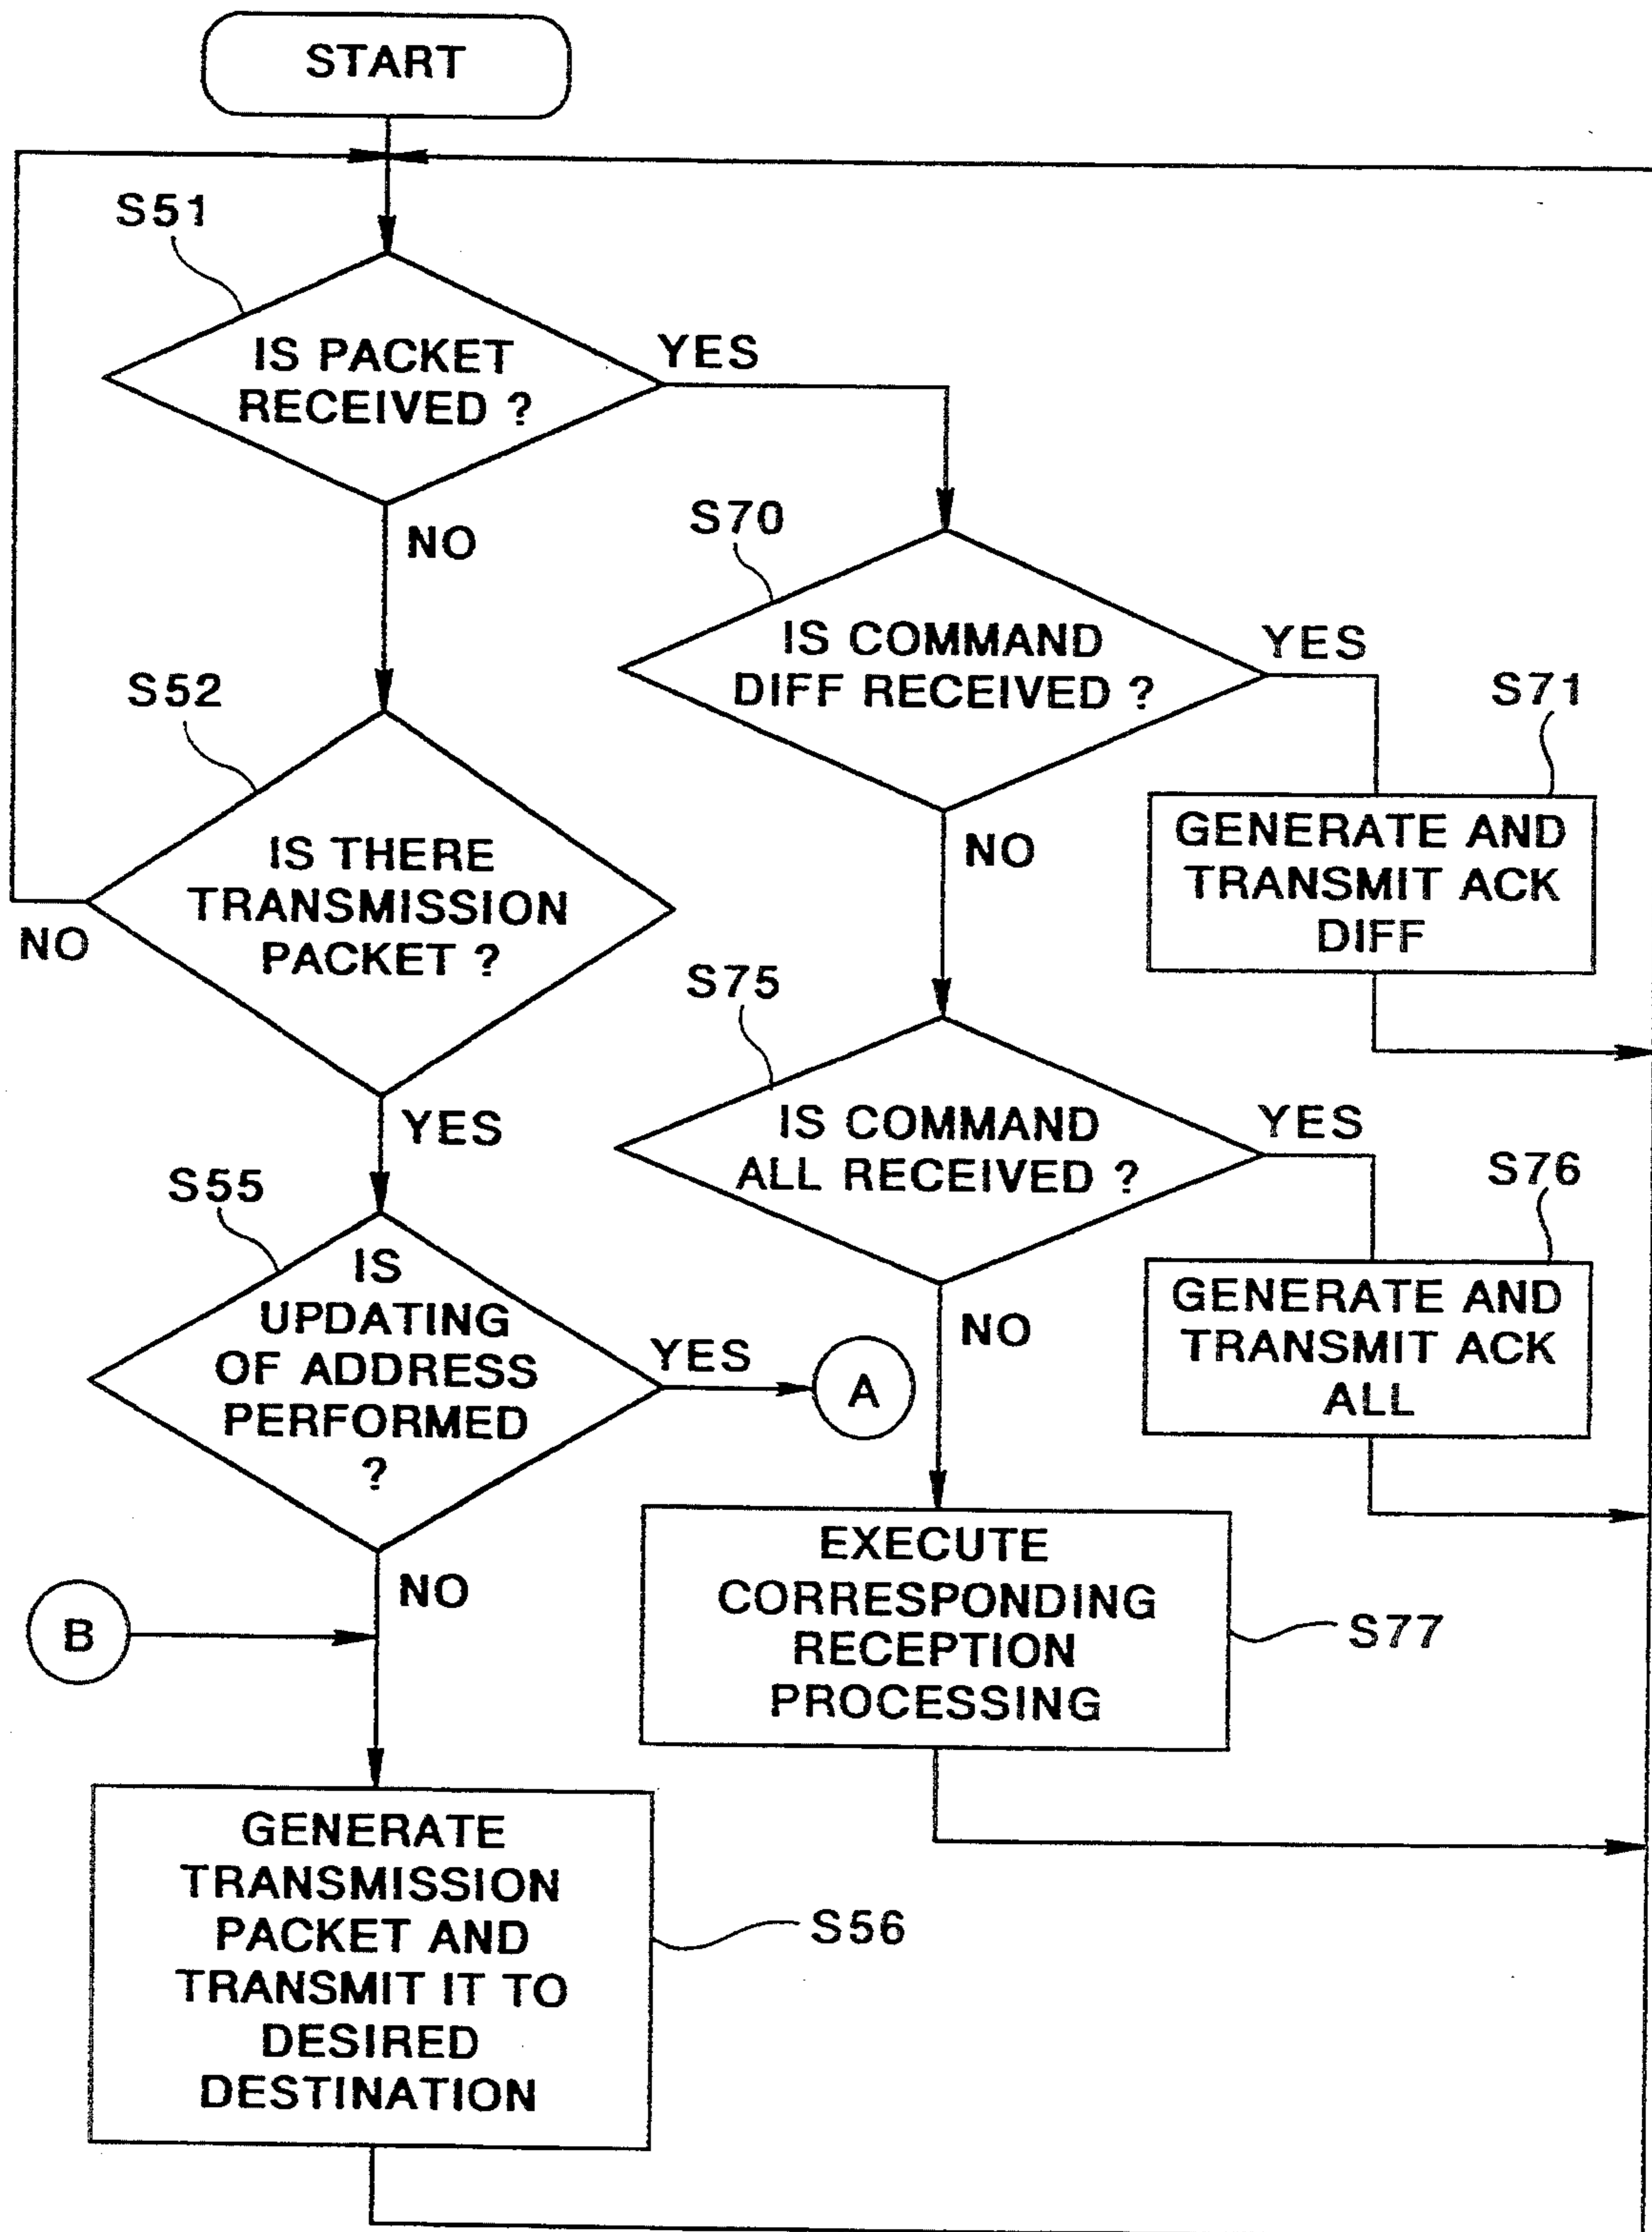 START
S51
IS PACKET
RECEIVED ?
YES
NO
S70
IS COMMAND
DIFF RECEIVED ?
YES
S71
GENERATE AND
TRANSMIT ACK
DIFF
NO
S52
IS THERE
TRANSMISSION
PACKET ?
NO
YES
S75
IS COMMAND
ALL RECEIVED ?
YES
S76
GENERATE AND
TRANSMIT ACK
ALL
NO
S55
IS
UPDATING
OF ADDRESS
PERFORMED
?
YES
A
NO
B
EXECUTE
CORRESPONDING
RECEPTION
PROCESSING
S77
GENERATE
TRANSMISSION
PACKET AND
TRANSMIT IT TO
DESIRED
DESTINATION
S56